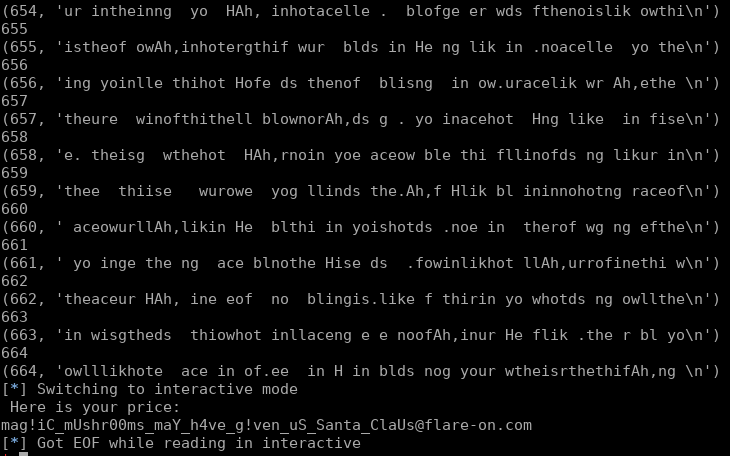 (654, 'ur intheinng  yo  HAh, inhotacelle .  blofge er wds fthenoislik owthi\n')
655
(655, 'istheof owAh,inhotergthif wur  blds in He ng lik in .noacelle  yo the\n')
656
(656, 'ing yoinlle thihot Hofe ds thenof  blisng  in ow.uracelik wr Ah,ethe \n')
657
(657, 'theure  winofthithell blownorAh,ds g . yo inacehot  Hng like  in fise\n')
658
(658, 'e. theisg  wthehot  HAh,rnoin yoe aceow ble thi fllinofds ng likur in\n')
659
(659, 'thee  thiise   wurowe  yog llinds the.Ah,f Hlik bl ininnohotng raceof\n')
660
(660, ' aceowurllAh,likin He  blthi in yoishotds .noe in  therof wg ng efthe\n')
661
(661, ' yo inge the ng  ace blnothe Hise ds  .fowinlikhot llAh,urrofinethi w\n')
662
(662, 'theaceur HAh, ine eof  no  blingis.like f thirin yo whotds ng owllthe\n')
663
(663, 'in wisgtheds  thiowhot inllaceng e e noofAh,inur He flik .the r bl yo\n')
664
(664, 'owlllikhote  ace in of.ee  in H in blds nog your wtheisrthethifAh,ng \n')
[*] Switching to interactive mode
 Here is your price:
mag!iC_mUshr00ms_maY_h4ve_g!ven_uS_Santa_ClaUs@flare-on.com
[*] Got EOF while reading in interactive